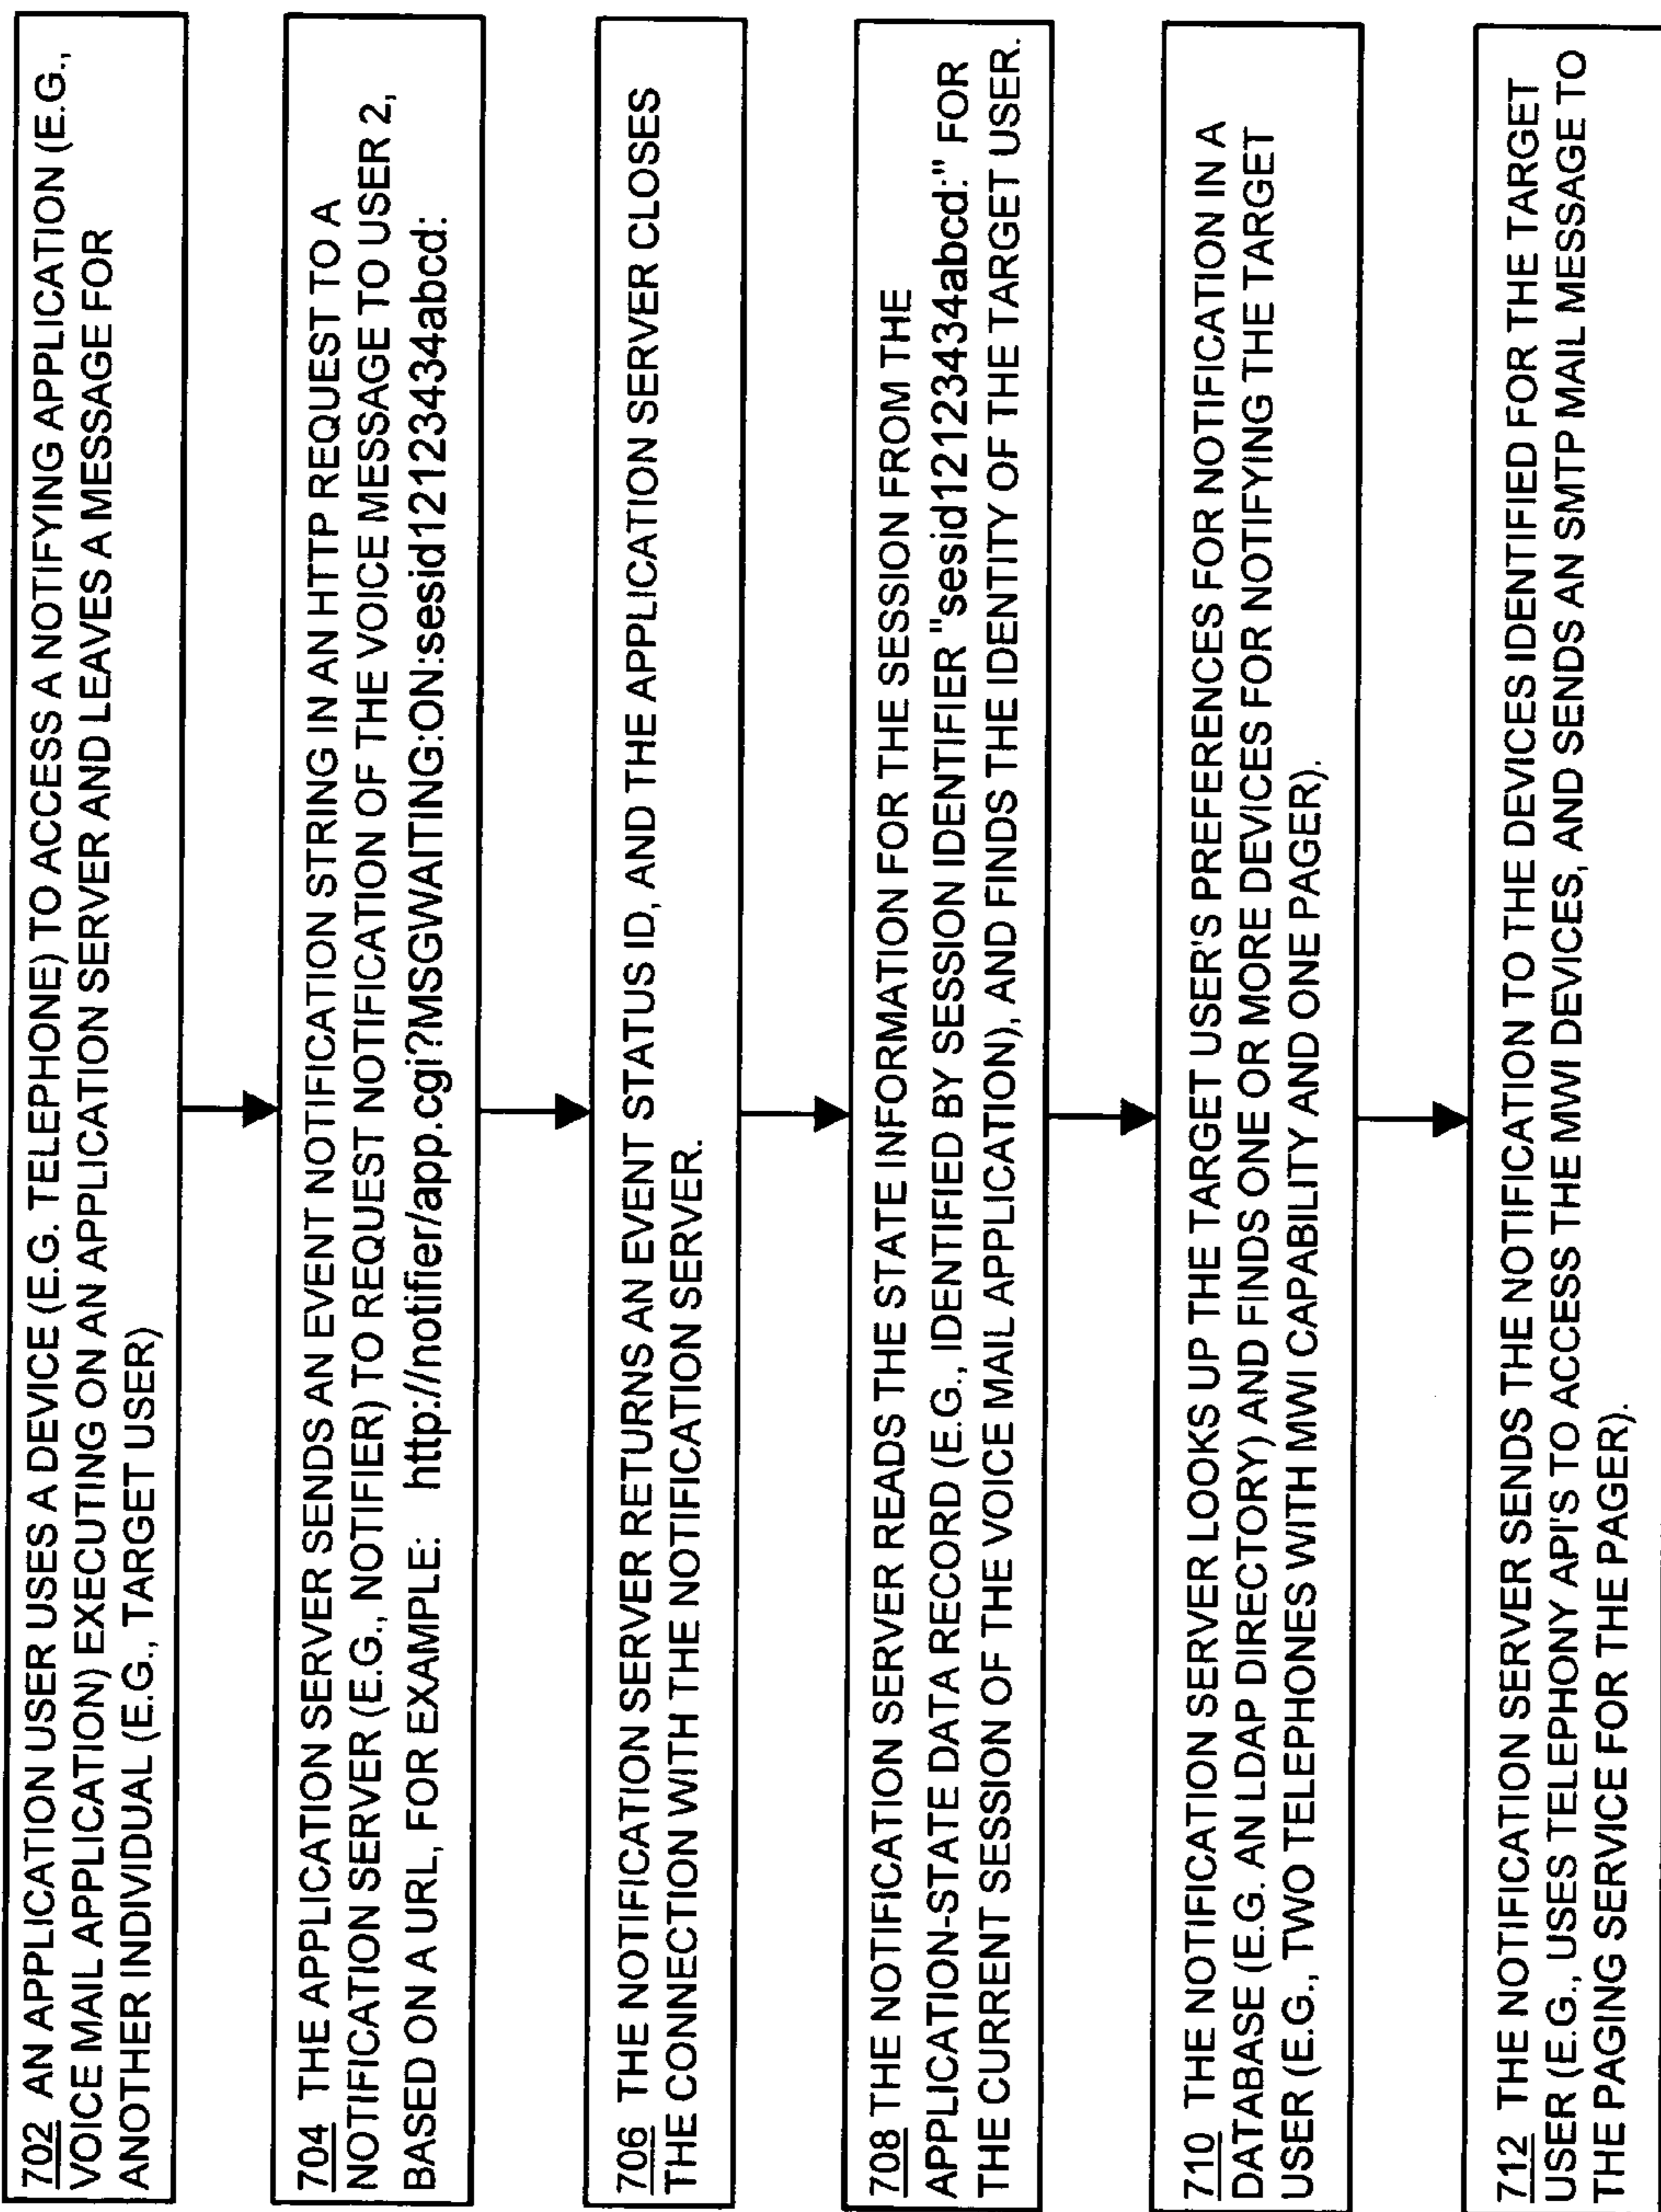 702 AN APPLICATION USER USES A DEVICE (E.G. TELEPHONE) TO ACCESS A NOTIFYING APPLICATION (E.G.,
VOICE MAIL APPLICATION) EXECUTING ON AN APPLICATION SERVER AND LEAVES A MESSAGE FOR
ANOTHER INDIVIDUAL (E.G., TARGET USER)
704 THE APPLICATION SERVER SENDS AN EVENT NOTIFICATION STRING IN AN HTTP REQUEST TO A
NOTIFICATION SERVER (E.G., NOTIFIER) TO REQUEST NOTIFICATION OF THE VOICE MESSAGE TO USER 2,
BASED ON A URL, FOR EXAMPLE: http://notifier/app.cgi?MSGWAITING:ON:sesid12123434abcd:
706 THE NOTIFICATION SERVER RETURNS AN EVENT STATUS ID, AND THE APPLICATION SERVER CLOSES
THE CONNECTION WITH THE NOTIFICATION SERVER.
708 THE NOTIFICATION SERVER READS THE STATE INFORMATION FOR THE SESSION FROM THE
APPLICATION-STATE DATA RECORD (E.G., IDENTIFIED BY SESSION IDENTIFIER "sesid12123434abcd:" FOR
THE CURRENT SESSION OF THE VOICE MAIL APPLICATION), AND FINDS THE IDENTITY OF THE TARGET USER.
710 THE NOTIFICATION SERVER LOOKS UP THE TARGET USER'S PREFERENCES FOR NOTIFICATION IN A
DATABASE (E.G. AN LDAP DIRECTORY) AND FINDS ONE OR MORE DEVICES FOR NOTIFYING THE TARGET
USER (E.G., TWO TELEPHONES WITH MWI CAPABILITY AND ONE PAGER).
712 THE NOTIFICATION SERVER SENDS THE NOTIFICATION TO THE DEVICES IDENTIFIED FOR THE TARGET
USER (E.G., USES TELEPHONY API'S TO ACCESS THE MWI DEVICES, AND SENDS AN SMTP MAIL MESSAGE TO
THE PAGING SERVICE FOR THE PAGER).